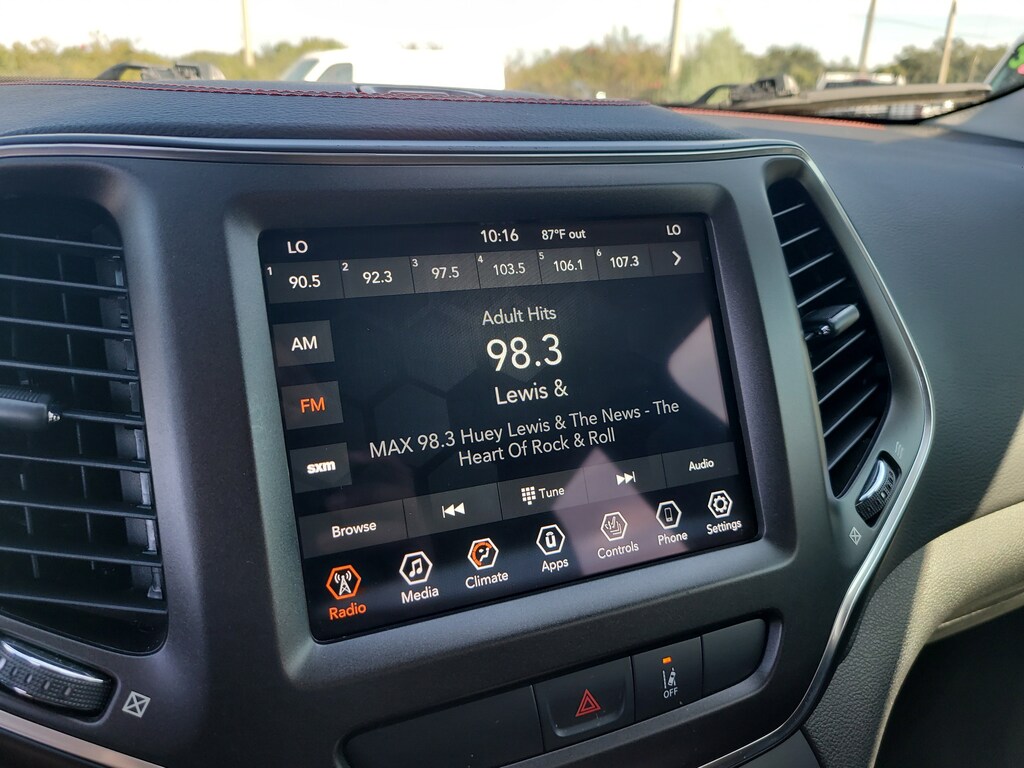 LO 10:16 87°F out LO
1 90.5 2 92.3 3 97.5 4 103.5 5 106.1 6 107.3
Adult Hits
AM
98.3
FM
Lewis &
MAX 98.3 Huey Lewis & The News - The
Heart Of Rock & Roll
sxm
Browse Tune Audio
Radio Media Climate Apps Controls Phone Settings
OFF